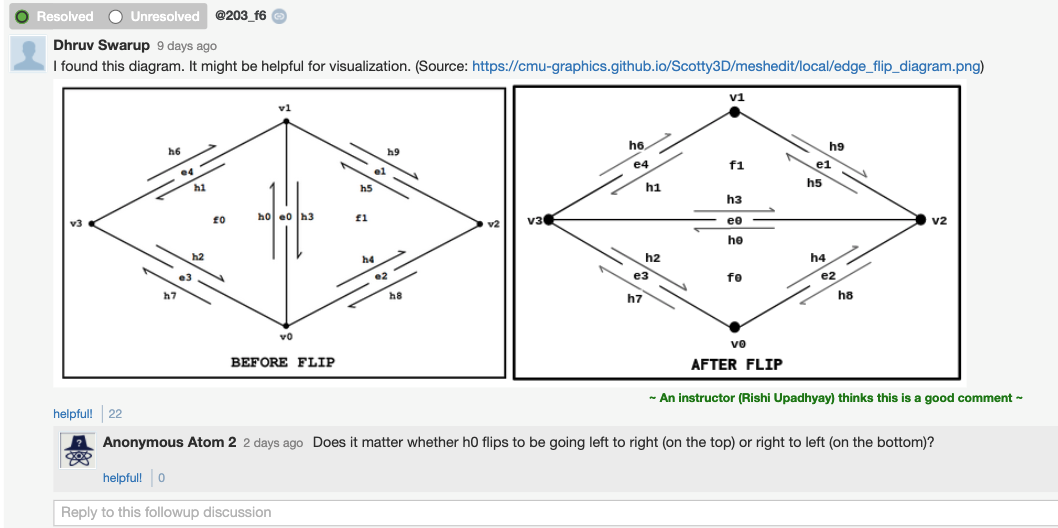 Resolved Unresolved @203_f6
Dhruv Swarup 9 days ago
I found this diagram. It might be helpful for visualization. (Source: https://cmu-graphics.github.io/Scotty3D/meshedit/local/edge_flip_diagram.png)
v1
h6
h9
e4
e1
h1
h5
v3
f0
h0
e0
h3
f1
v2
h2
h4
e3
e2
h7
h8
v0
BEFORE FLIP
v1
h6
h9
e4
f1
e1
h1
h5
h3
v3
e0
v2
h0
h2
h4
e3
f0
e2
h7
h8
v0
AFTER FLIP
~ An instructor (Rishi Upadhyay) thinks this is a good comment ~
helpful! 22
Anonymous Atom 2 2 days ago Does it matter whether h0 flips to be going left to right (on the top) or right to left (on the bottom)?
helpful! 0
Reply to this followup discussion